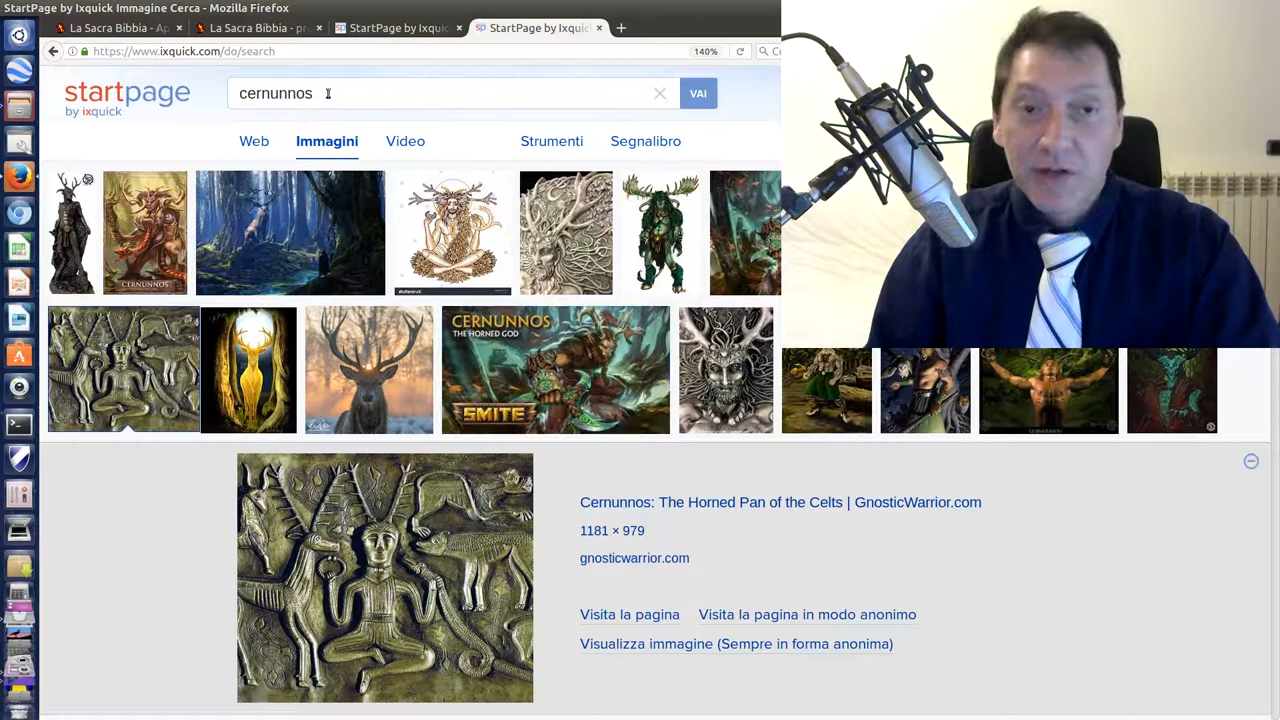 StartPage by Ixquick Immagine Cerca - Mozilla Firefox
La Sacra Bibbia - Ap
La Sacra Bibbia - pr
StartPage by Ixquic
StartPage by Ixquic
https://www.ixquick.com/do/search
140%
startpage
by ixquick
cernunnos
VAI
Web
Immagini
Video
Strumenti
Segnalibro
CERNUNNOS
CERNUNNOS
THE HORNED GOD
SMITE
Cernunnos: The Horned Pan of the Celts | GnosticWarrior.com
1181 × 979
gnosticwarrior.com
Visita la pagina
Visita la pagina in modo anonimo
Visualizza immagine (Sempre in forma anonima)